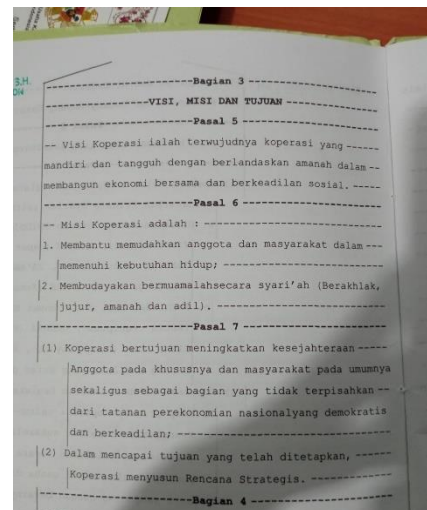 S.H.
-----------------------Bagian 3 --------------------
----------------VISI, MISI DAN TUJUAN --------------
-----------------------Pasal 5 ---------------------
-- Visi Koperasi ialah terwujudnya koperasi yang ------
mandiri dan tangguh dengan berlandaskan amanah dalam --
membangun ekonomi bersama dan berkeadilan sosial. -----
-----------------------Pasal 6 ---------------------
-- Misi Koperasi adalah : ---------------------------
1. Membantu memudahkan anggota dan masyarakat dalam ---
memenuhi kebutuhan hidup; -------------------------
2. Membudayakan bermuamalahsecara syari'ah (Berakhlak,
jujur, amanah dan adil). --------------------------
-----------------------Pasal 7 ---------------------
(1) Koperasi bertujuan meningkatkan kesejahteraan -----
Anggota pada khususnya dan masyarakat pada umumnya
sekaligus sebagai bagian yang tidak terpisahkan --
dari tatanan perekonomian nasionalyang demokratis
dan berkeadilan; -------------------------------
(2) Dalam mencapai tujuan yang telah ditetapkan, ------
Koperasi menyusun Rencana Strategis. ------------
-----------------------Bagian 4 --------------------